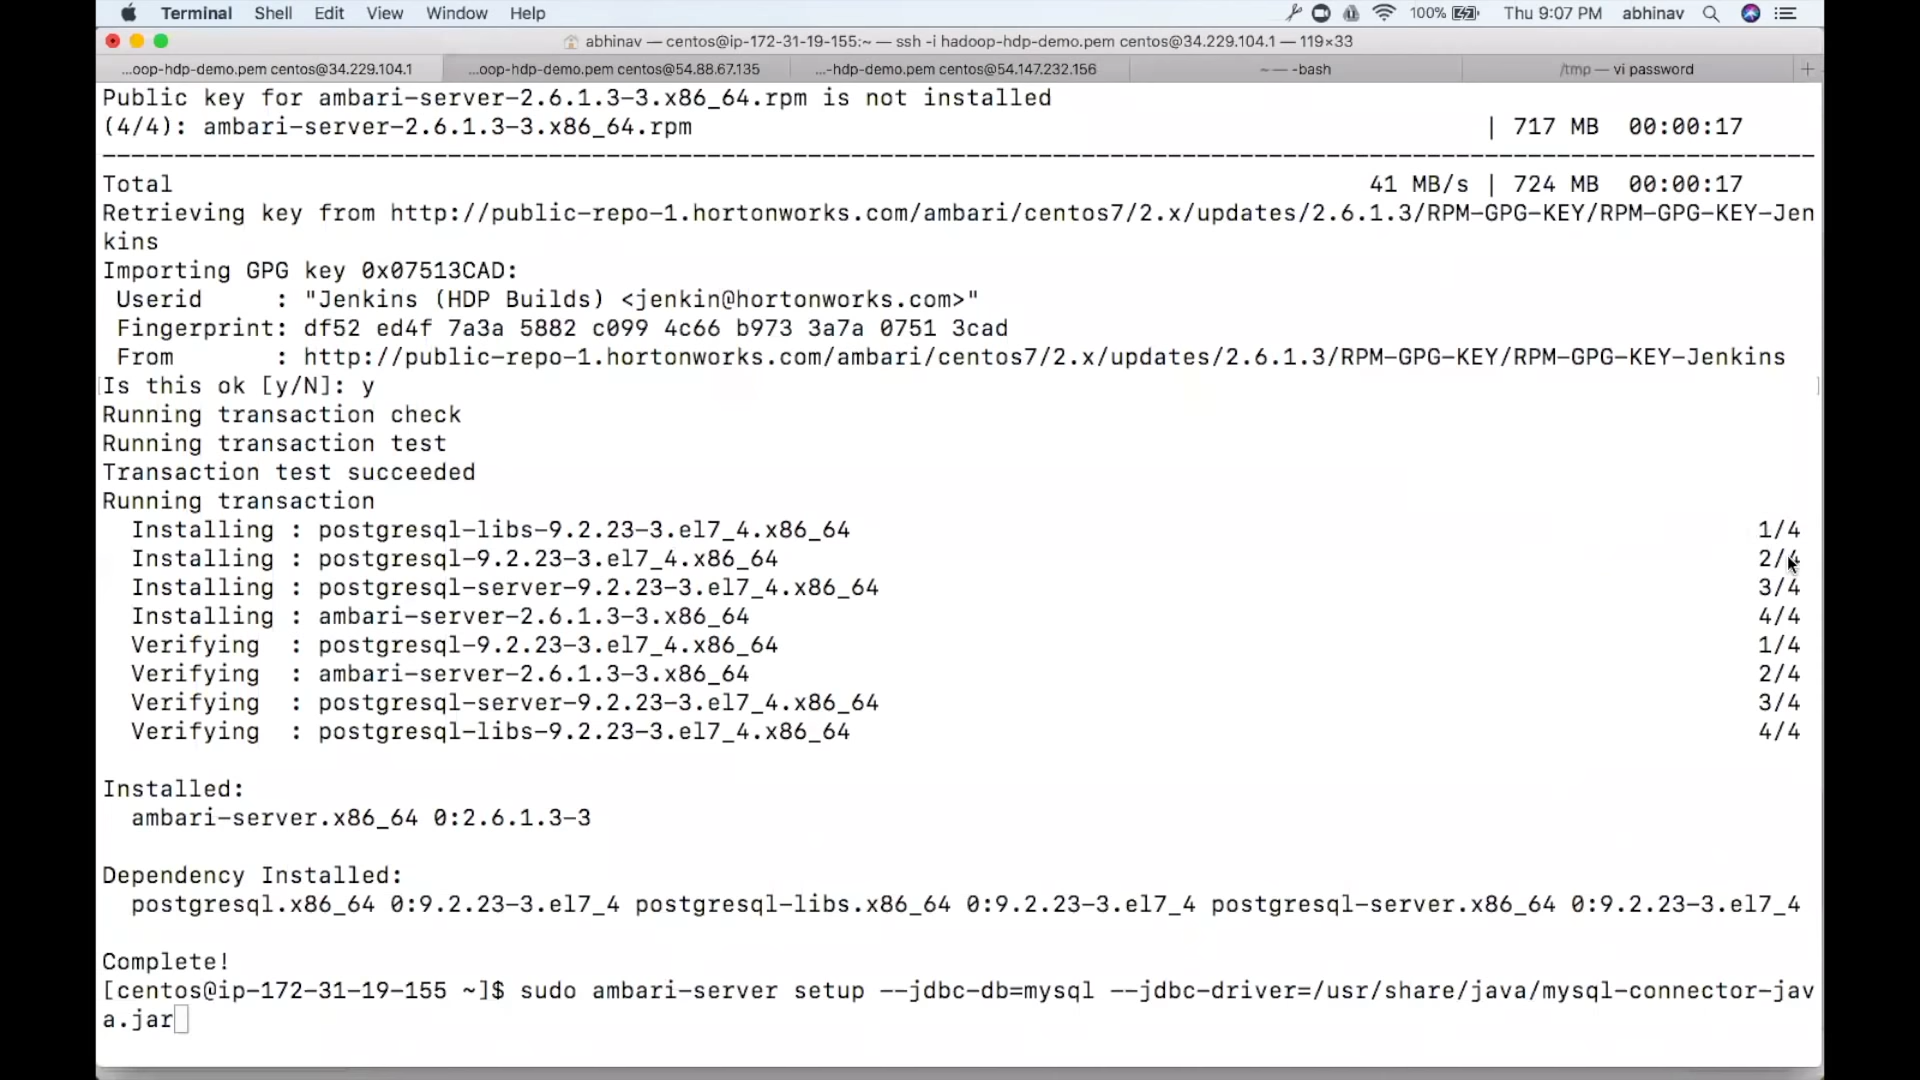 Terminal Shell Edit View Window Help 100% Thu 9:07 PM abhinav
abhinav — centos@ip-172-31-19-155:~ — ssh -i hadoop-hdp-demo.pem centos@34.229.104.1 — 119×33
...oop-hdp-demo.pem centos@34.229.104.1 ...oop-hdp-demo.pem centos@54.88.67.135 ...-hdp-demo.pem centos@54.147.232.156 ~ — -bash /tmp — vi password +
Public key for ambari-server-2.6.1.3-3.x86_64.rpm is not installed
(4/4): ambari-server-2.6.1.3-3.x86_64.rpm | 717 MB 00:00:17
--------------------------------------------------------------------------------
Total 41 MB/s | 724 MB 00:00:17
Retrieving key from http://public-repo-1.hortonworks.com/ambari/centos7/2.x/updates/2.6.1.3/RPM-GPG-KEY/RPM-GPG-KEY-Jen
kins
Importing GPG key 0x07513CAD:
Userid : "Jenkins (HDP Builds) <jenkin@hortonworks.com>"
Fingerprint: df52 ed4f 7a3a 5882 c099 4c66 b973 3a7a 0751 3cad
From : http://public-repo-1.hortonworks.com/ambari/centos7/2.x/updates/2.6.1.3/RPM-GPG-KEY/RPM-GPG-KEY-Jenkins
Is this ok [y/N]: y
Running transaction check
Running transaction test
Transaction test succeeded
Running transaction
Installing : postgresql-libs-9.2.23-3.el7_4.x86_64 1/4
Installing : postgresql-9.2.23-3.el7_4.x86_64 2/4
Installing : postgresql-server-9.2.23-3.el7_4.x86_64 3/4
Installing : ambari-server-2.6.1.3-3.x86_64 4/4
Verifying : postgresql-9.2.23-3.el7_4.x86_64 1/4
Verifying : ambari-server-2.6.1.3-3.x86_64 2/4
Verifying : postgresql-server-9.2.23-3.el7_4.x86_64 3/4
Verifying : postgresql-libs-9.2.23-3.el7_4.x86_64 4/4
Installed:
ambari-server.x86_64 0:2.6.1.3-3
Dependency Installed:
postgresql.x86_64 0:9.2.23-3.el7_4 postgresql-libs.x86_64 0:9.2.23-3.el7_4 postgresql-server.x86_64 0:9.2.23-3.el7_4
Complete!
[centos@ip-172-31-19-155 ~]$ sudo ambari-server setup --jdbc-db=mysql --jdbc-driver=/usr/share/java/mysql-connector-jav
a.jar